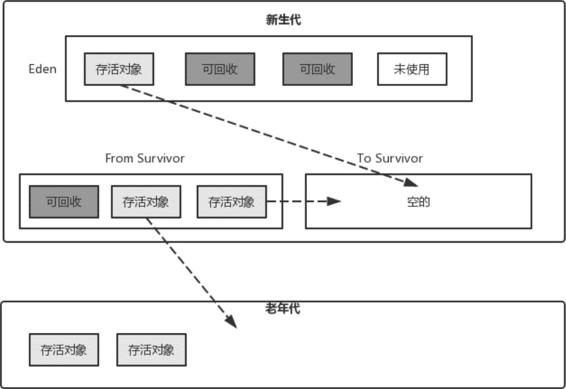 新生代
Eden
存活对象
可回收
可回收
未使用
From Survivor
To Survivor
可回收
存活对象
存活对象
空的
老年代
存活对象
存活对象